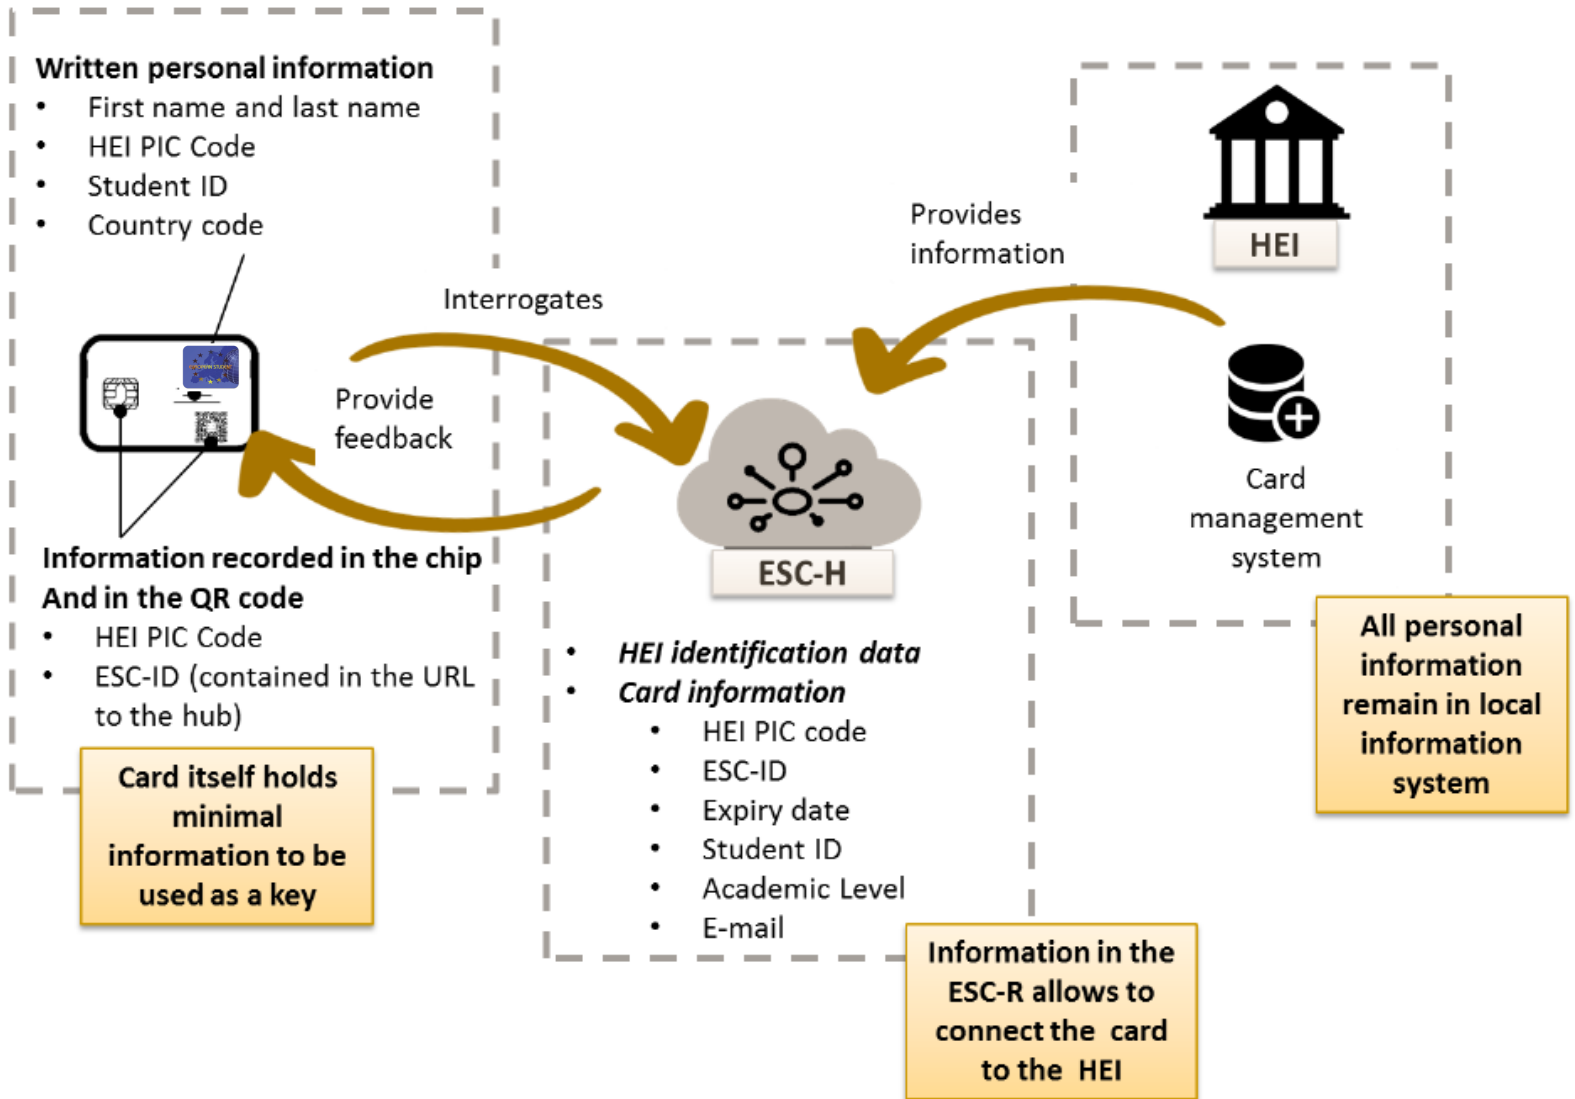 Written personal information
• First name and last name
• HEI PIC Code
• Student ID
• Country code
Interrogates
Provide
feedback
Information recorded in the chip
And in the QR code
• HEI PIC Code
• ESC-ID (contained in the URL
to the hub)
Card itself holds
minimal
information to be
used as a key
ESC-H
• HEI identification data
• Card information
• HEI PIC code
• ESC-ID
• Expiry date
• Student ID
• Academic Level
• E-mail
Information in the
ESC-R allows to
connect the card
to the HEI
Provides
information
HEI
Card
management
system
All personal
information
remain in local
information
system